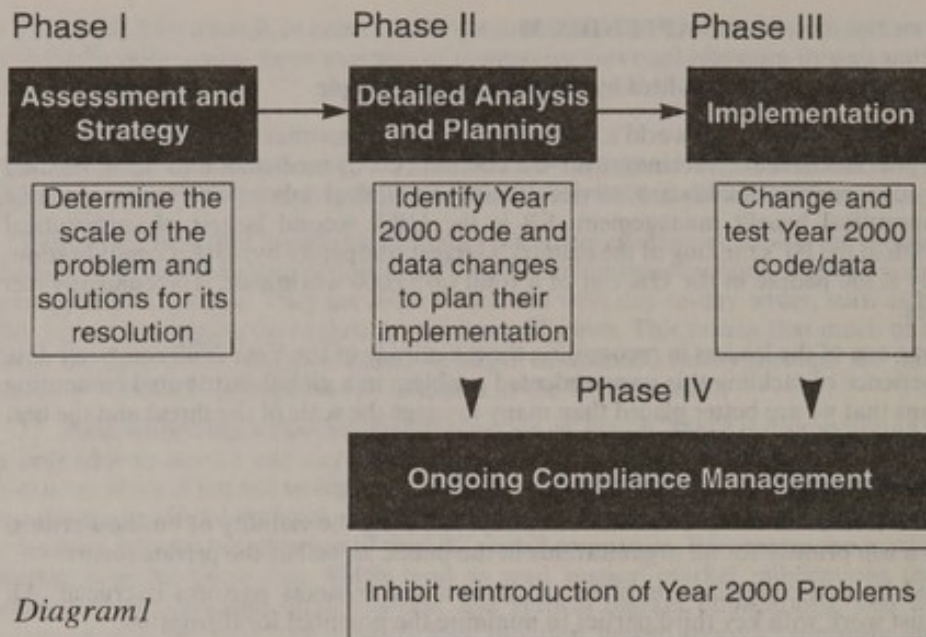 Phase I
Assessment and
Strategy
Determine the
scale of the
problem and
solutions for its
resolution
Phase II
Detailed Analysis
and Planning
Identify Year
2000 code and
data changes
to plan their
implementation
Phase III
Implementation
Change and
test Year 2000
code/data
Phase IV
Ongoing Compliance Management
Inhibit reintroduction of Year 2000 Problems
Diagram1